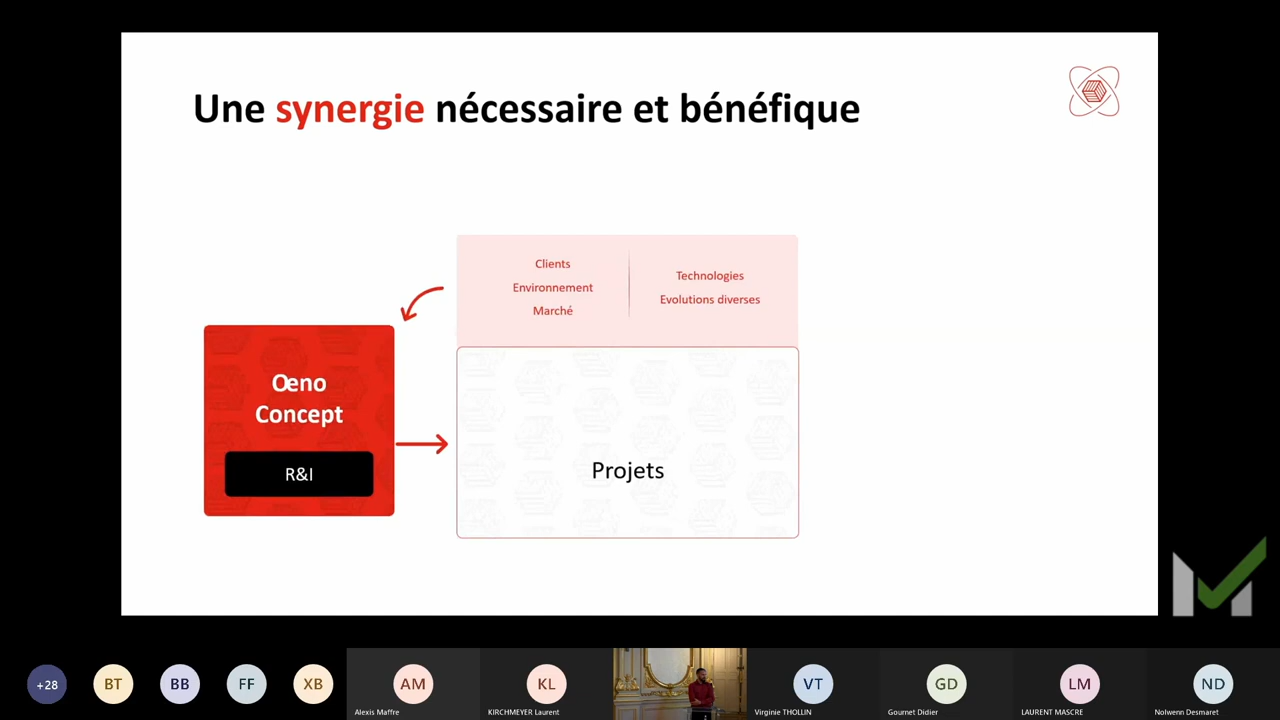 Une synergie nécessaire et bénéfique
Clients
Environnement
Marché
Technologies
Evolutions diverses
Œno
Concept
R&I
Projets
+28
BT
BB
FF
XB
AM
KL
VT
GD
LM
ND
Alexis Maffre
KIRCHMEYER Laurent
Virginie THOLLIN
Gournet Didier
LAURENT MASCRE
Nolwenn Desmaret